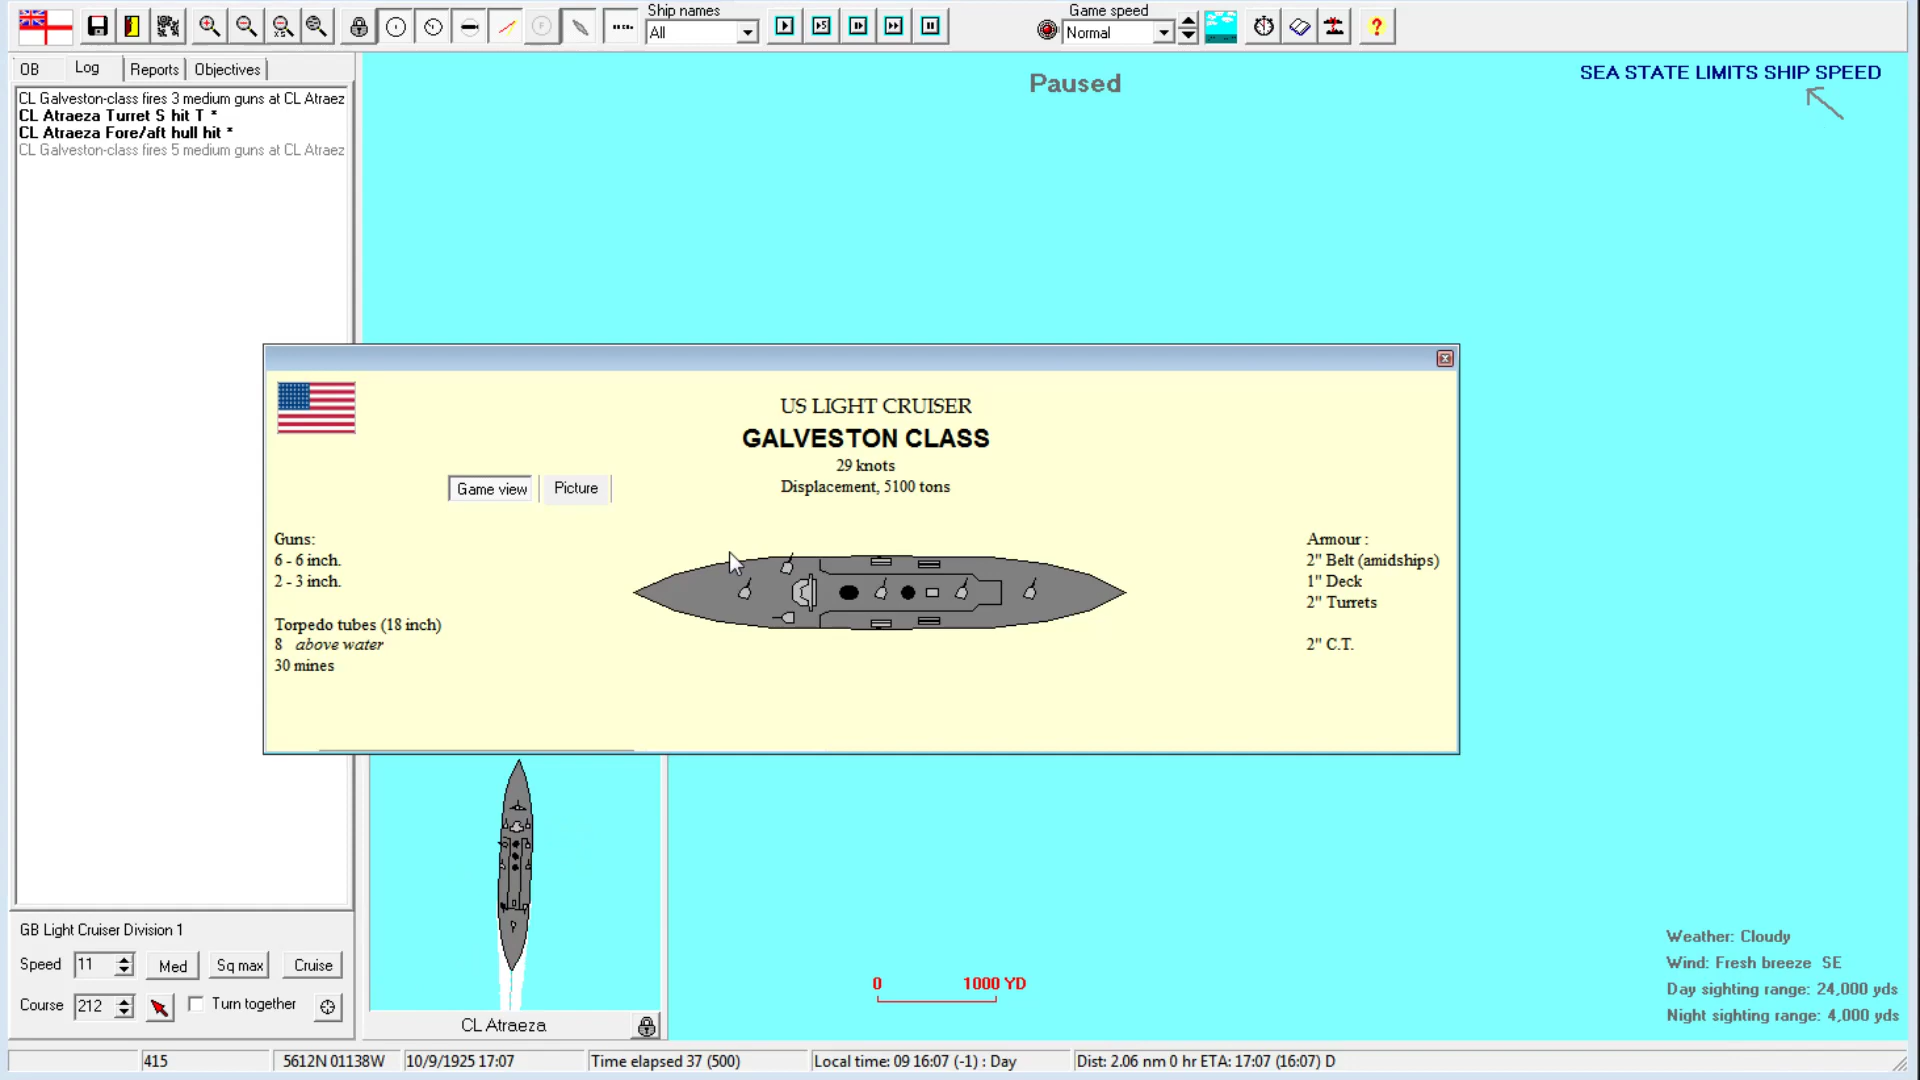 Ship names
All
Game speed
Normal
OB
Log
Reports
Objectives
CL Galveston-class fires 3 medium guns at CL Atraez
CL Atraeza Turret S hit T *
CL Atraeza Fore/aft hull hit *
CL Galveston-class fires 5 medium guns at CL Atraez
Paused
SEA STATE LIMITS SHIP SPEED
US LIGHT CRUISER
GALVESTON CLASS
29 knots
Displacement, 5100 tons
Game view
Picture
Guns:
6 - 6 inch.
2 - 3 inch.
Torpedo tubes (18 inch)
8 above water
30 mines
Armour :
2" Belt (amidships)
1" Deck
2" Turrets
2" C.T.
GB Light Cruiser Division 1
Speed 11 Med Sq max Cruise
Course 212 Turn together
CL Atraeza
0 1000 YD
Weather: Cloudy
Wind: Fresh breeze SE
Day sighting range: 24,000 yds
Night sighting range: 4,000 yds
415 5612N 01138W 10/9/1925 17:07 Time elapsed 37 (500) Local time: 09 16:07 (-1) : Day Dist: 2.06 nm 0 hr ETA: 17:07 (16:07) D